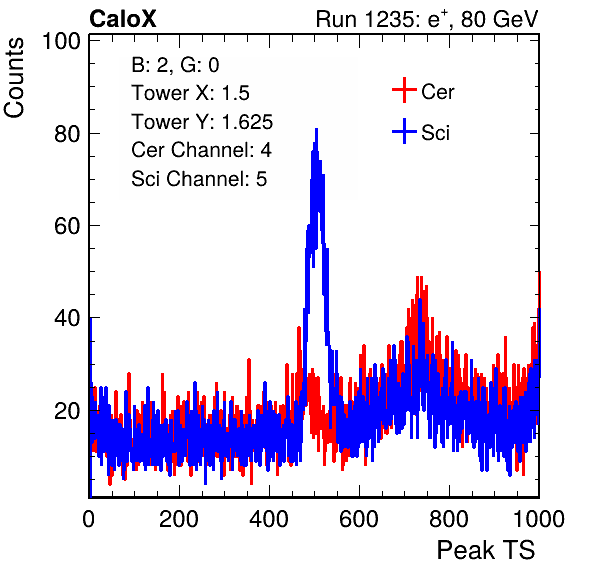 CaloX
Run 1235: e⁺, 80 GeV
Counts
B: 2, G: 0
Tower X: 1.5
Tower Y: 1.625
Cer Channel: 4
Sci Channel: 5
Cer
Sci
100
80
60
40
20
0
200
400
600
800
1000
Peak TS